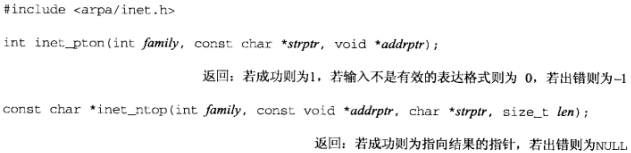 #include <arpa/inet.h>
int inet_pton(int family, const char *strptr, void *addrptr);
返回：若成功则为1，若输入不是有效的表达格式则为 0，若出错则为−1
const char *inet_ntop(int family, const void *addrptr, char *strptr, size_t len);
返回：若成功则为指向结果的指针，若出错则为NULL